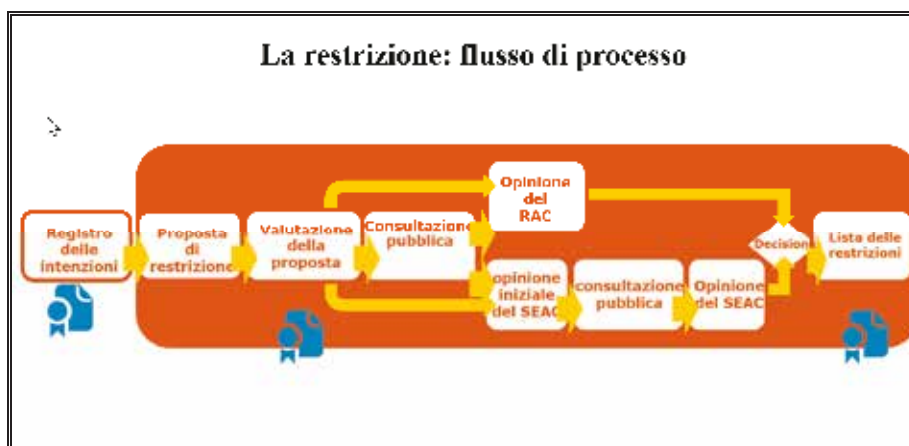 La restrizione: flusso di processo
Registro
delle
intenzioni
Proposta
di
restrizione
Valutazione
della
proposta
Consultazione
pubblica
Opinione
del
RAC
opinione
iniziale
del SEAC
consultazione
pubblica
Opinione
del SEAC
Decisione
Lista delle
restrizioni